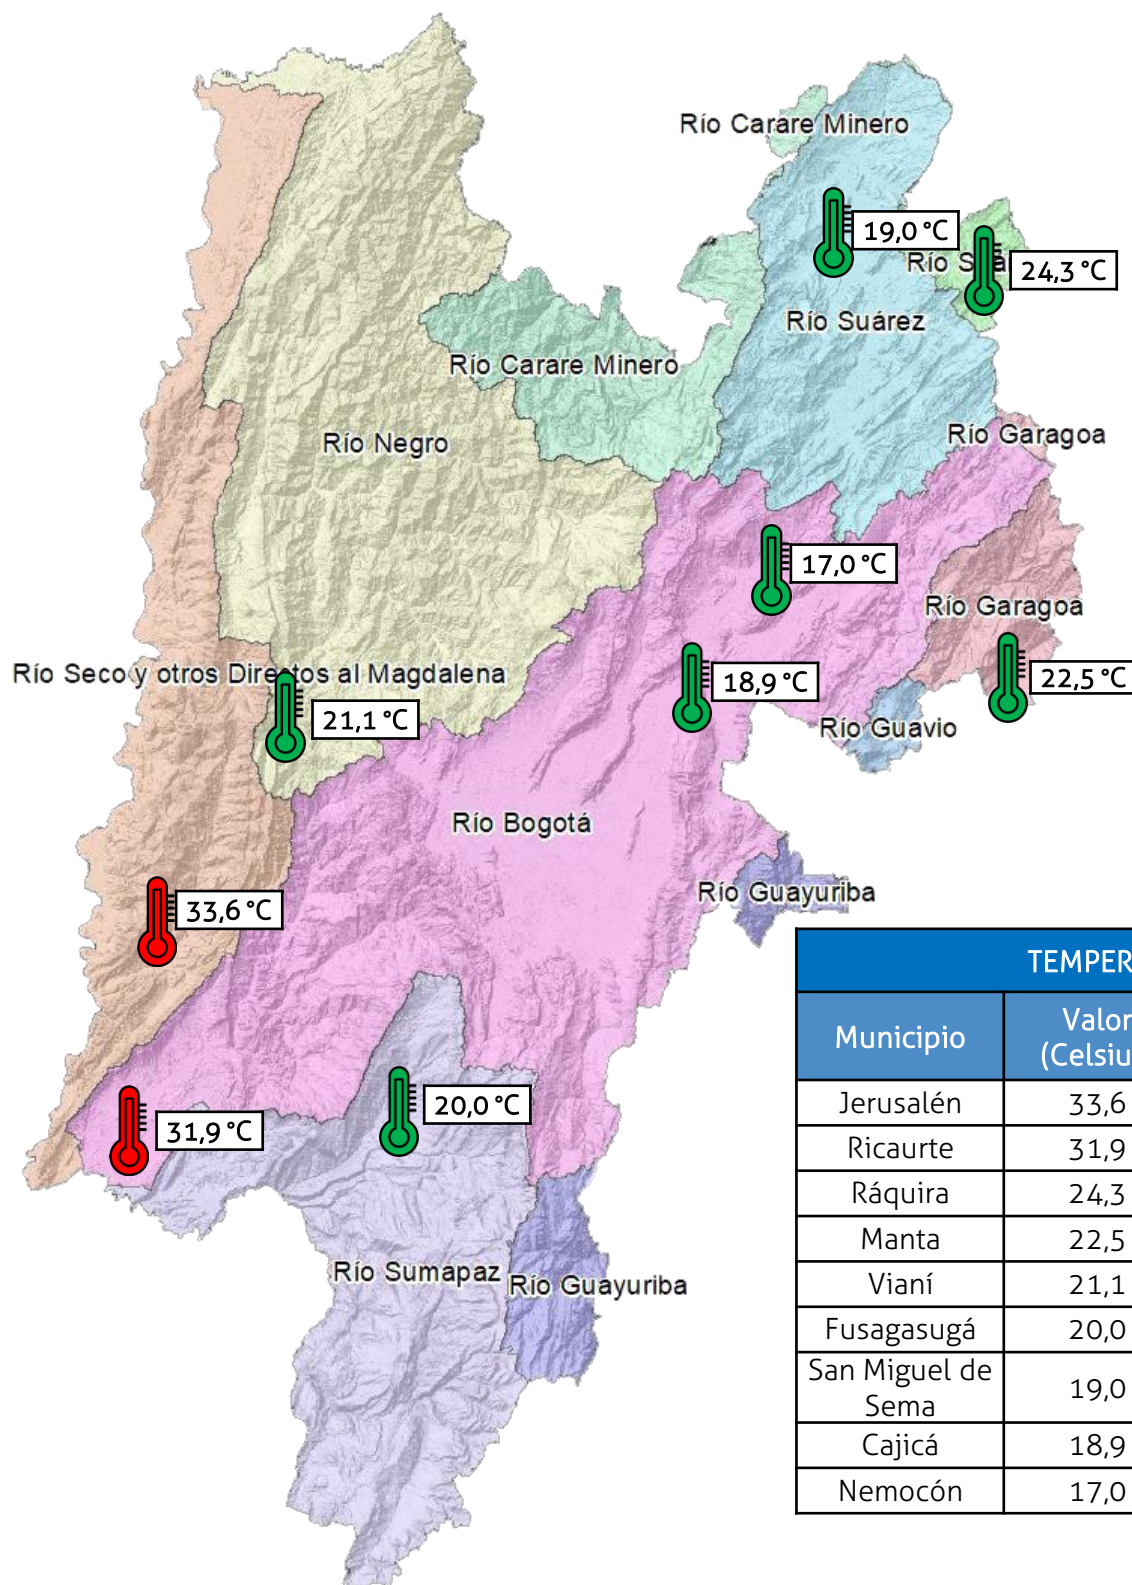 Río Carare Minero
19,0 °C
Río
24,3 °C
Río Suárez
Río Carare Minero
Río Negro
Río Garagoa
17,0 °C
Río Garagoa
Río Seco y otros Directos al Magdalena
18,9 °C
22,5 °C
21,1 °C
Río Guavio
Río Bogotá
Río Guayuriba
33,6 °C
20,0 °C
31,9 °C
Río Sumapaz
Río Guayuriba
TEMPER
Municipio
Valor
(Celsiu
Jerusalén 33,6
Ricaurte 31,9
Ráquira 24,3
Manta 22,5
Vianí 21,1
Fusagasugá 20,0
San Miguel de
Sema 19,0
Cajicá 18,9
Nemocón 17,0